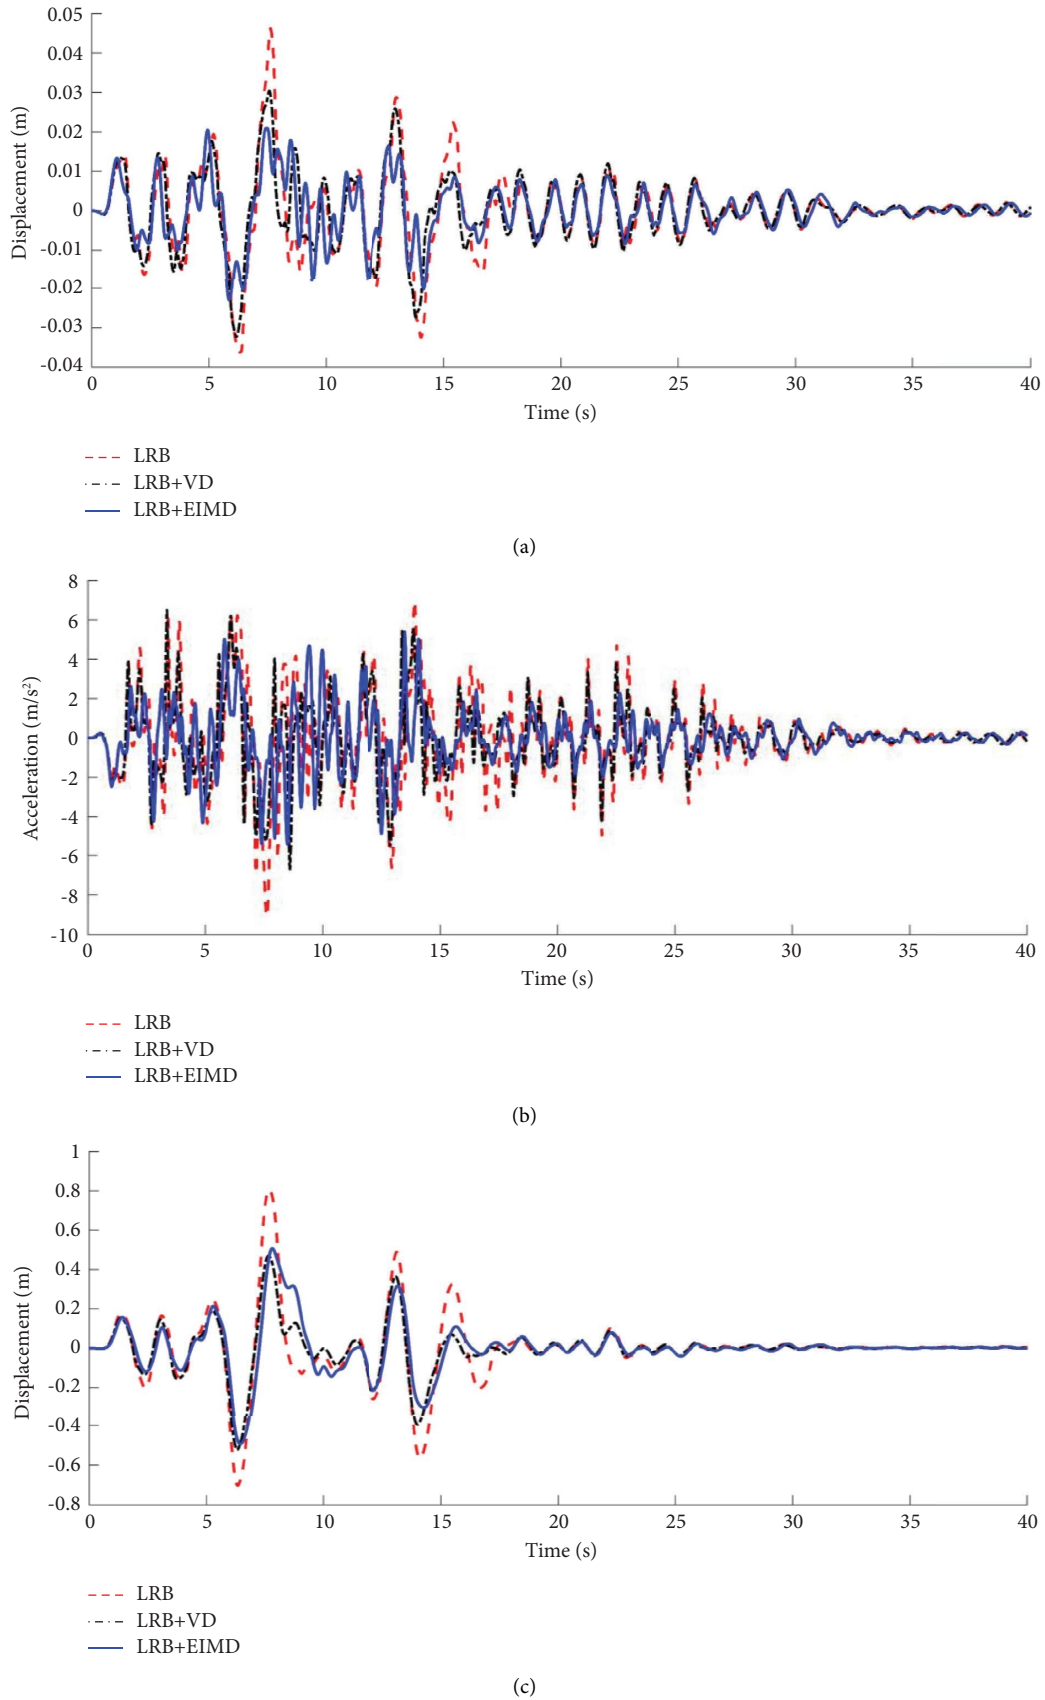 0.05
0.04
0.03
0.02
0.01
0
-0.01
-0.02
-0.03
-0.04
Displacement (m)
0 5 10 15 20 25 30 35 40
Time (s)
LRB
LRB+VD
LRB+EIMD
(a)
8
6
4
2
0
-2
-4
-6
-8
-10
Acceleration (m/s²)
0 5 10 15 20 25 30 35 40
Time (s)
LRB
LRB+VD
LRB+EIMD
(b)
1
0.8
0.6
0.4
0.2
0
-0.2
-0.4
-0.6
-0.8
Displacement (m)
0 5 10 15 20 25 30 35 40
Time (s)
LRB
LRB+VD
LRB+EIMD
(c)